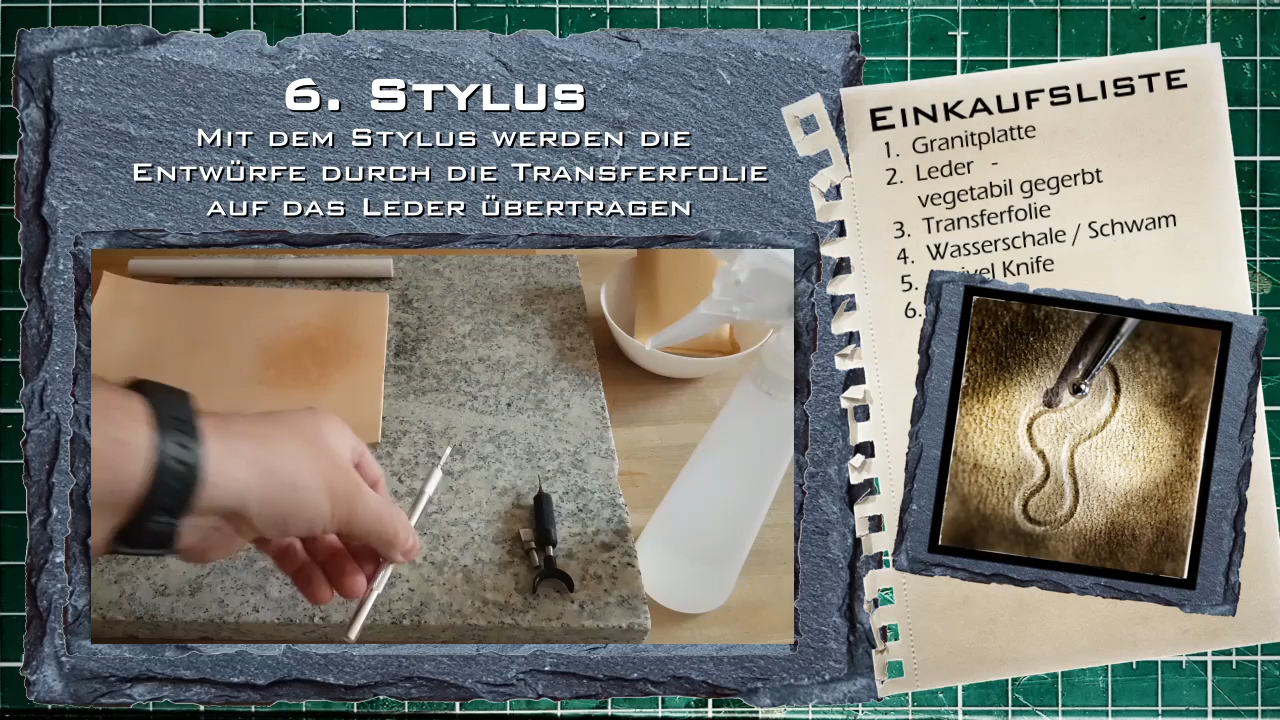 6. STYLUS
MIT DEM STYLUS WERDEN DIE
ENTWÜRFE DURCH DIE TRANSFERFOLIE
AUF DAS LEDER ÜBERTRAGEN
EINKAUFSLISTE
1. Granitplatte
2. Leder -
vegetabil gegerbt
3. Transferfolie
4. Wasserschale / Schwam
5. Knife
6.